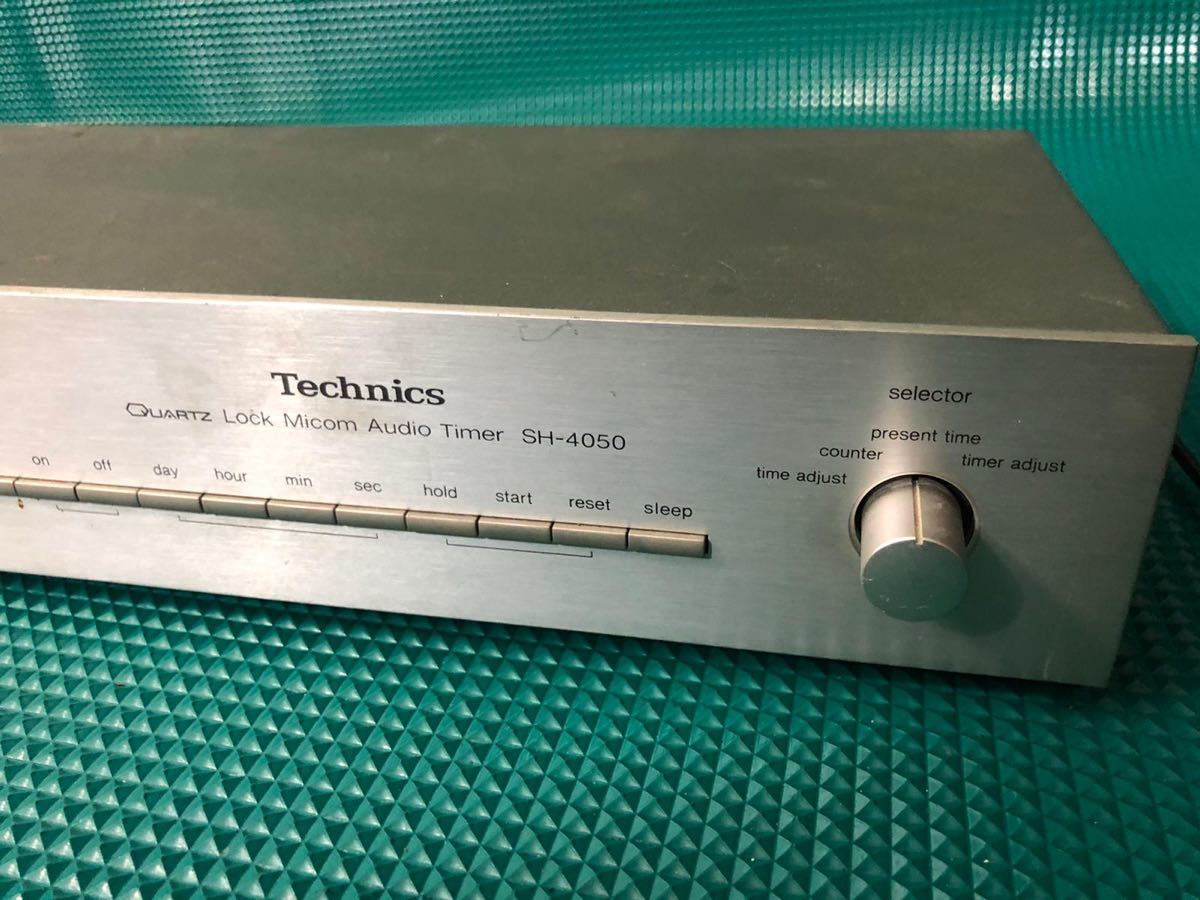 Technics
QUARTZ Lock Micom Audio Timer SH-4050
on off day hour min sec hold start reset sleep
selector
present time
counter timer adjust
time adjust